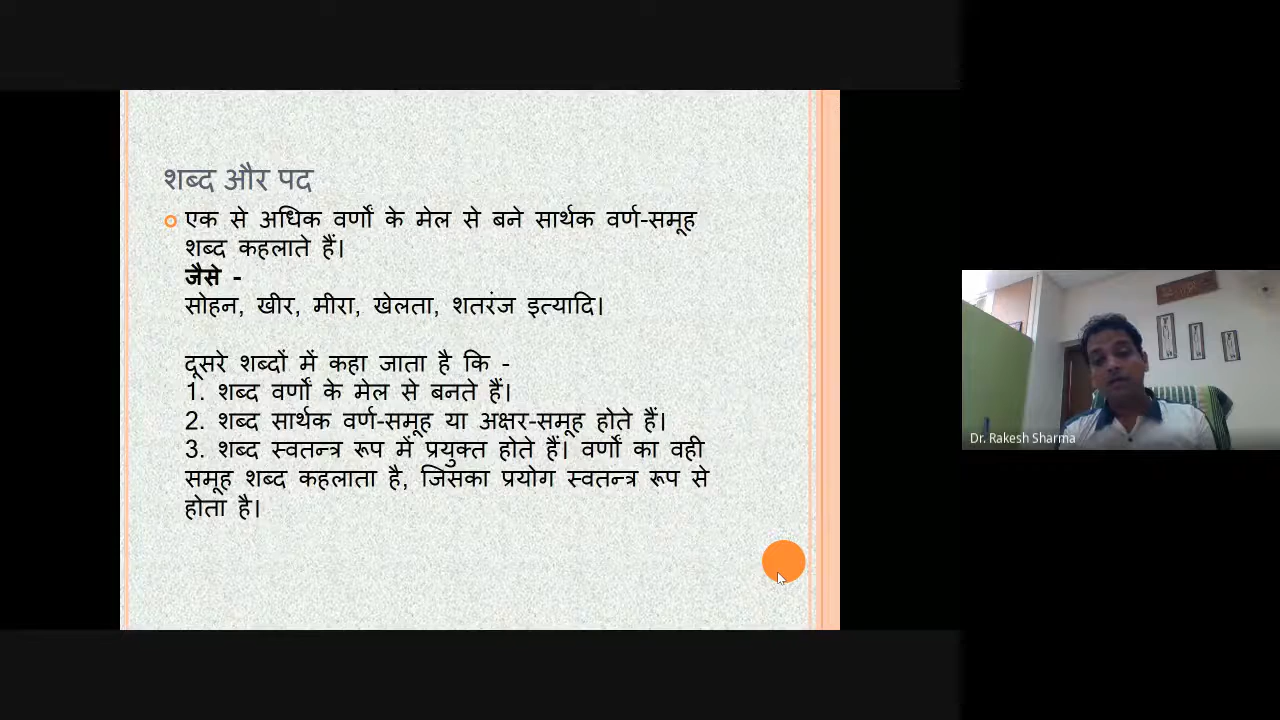 शब्द और पद
एक से अधिक वर्णों के मेल से बने सार्थक वर्ण-समूह
शब्द कहलाते हैं।
जैसे -
सोहन, खीर, मीरा, खेलता, शतरंज इत्यादि।
दूसरे शब्दों में कहा जाता है कि -
1. शब्द वर्णों के मेल से बनते हैं।
2. शब्द सार्थक वर्ण-समूह या अक्षर-समूह होते हैं।
3. शब्द स्वतन्त्र रूप में प्रयुक्त होते हैं। वर्णों का वही
समूह शब्द कहलाता है, जिसका प्रयोग स्वतन्त्र रूप से
होता है।
Dr. Rakesh Sharma